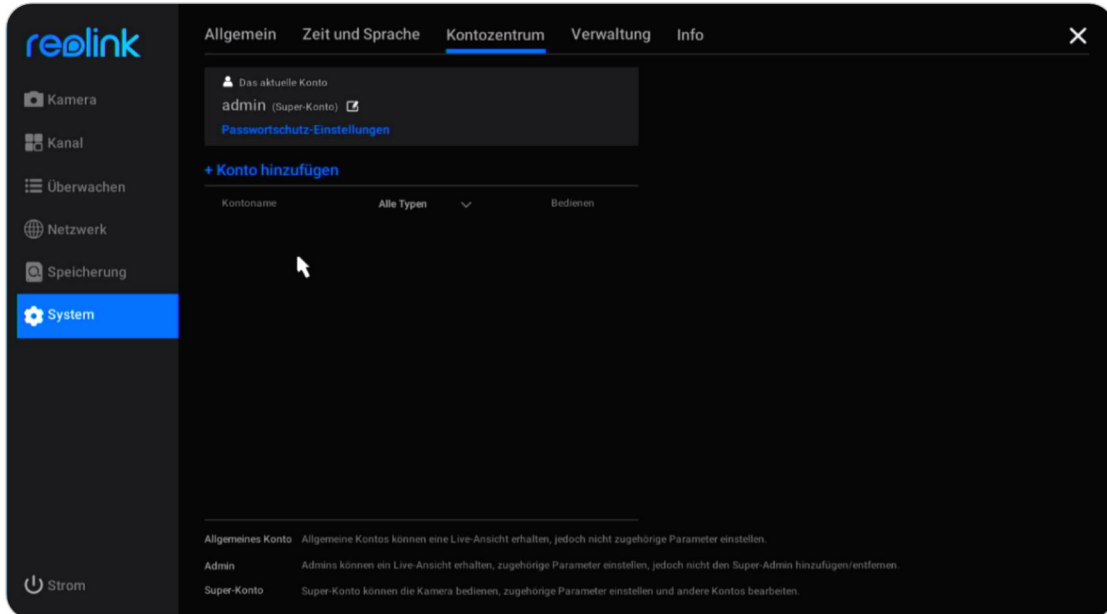 reolink
Allgemein Zeit und Sprache Kontozentrum Verwaltung Info
Kamera
Kanal
Überwachen
Netzwerk
Speicherung
System
Strom
Das aktuelle Konto
admin (Super-Konto)
Passwortschutz-Einstellungen
+ Konto hinzufügen
Kontoname Alle Typen Bedienen
Allgemeines Konto Allgemeine Kontos können eine Live-Ansicht erhalten, jedoch nicht zugehörige Parameter einstellen.
Admin Admins können ein Live-Ansicht erhalten, zugehörige Parameter einstellen, jedoch nicht den Super-Admin hinzufügen/entfernen.
Super-Konto Super-Konto können die Kamera bedienen, zugehörige Parameter einstellen und andere Kontos bearbeiten.